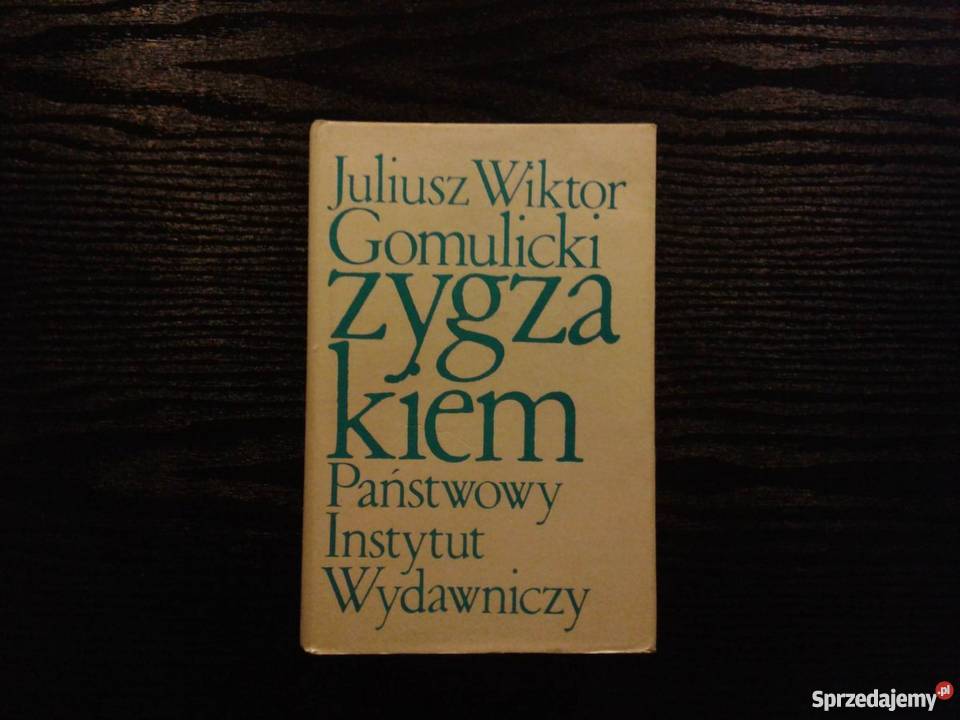 Juliusz Wiktor
Gomulicki
zygza
kiem
Państwowy
Instytut
Wydawniczy
Sprzedajemy.pl